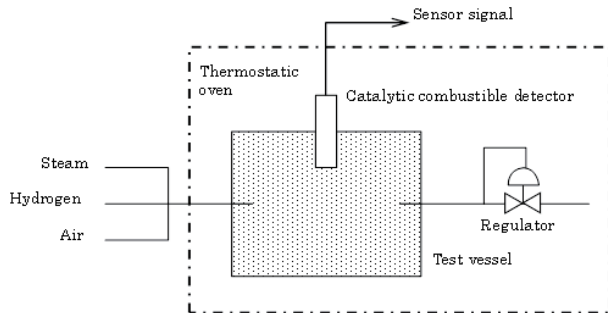 Sensor signal
Thermostatic
oven
Catalytic combustible detector
Steam
Hydrogen
Air
Regulator
Test vessel